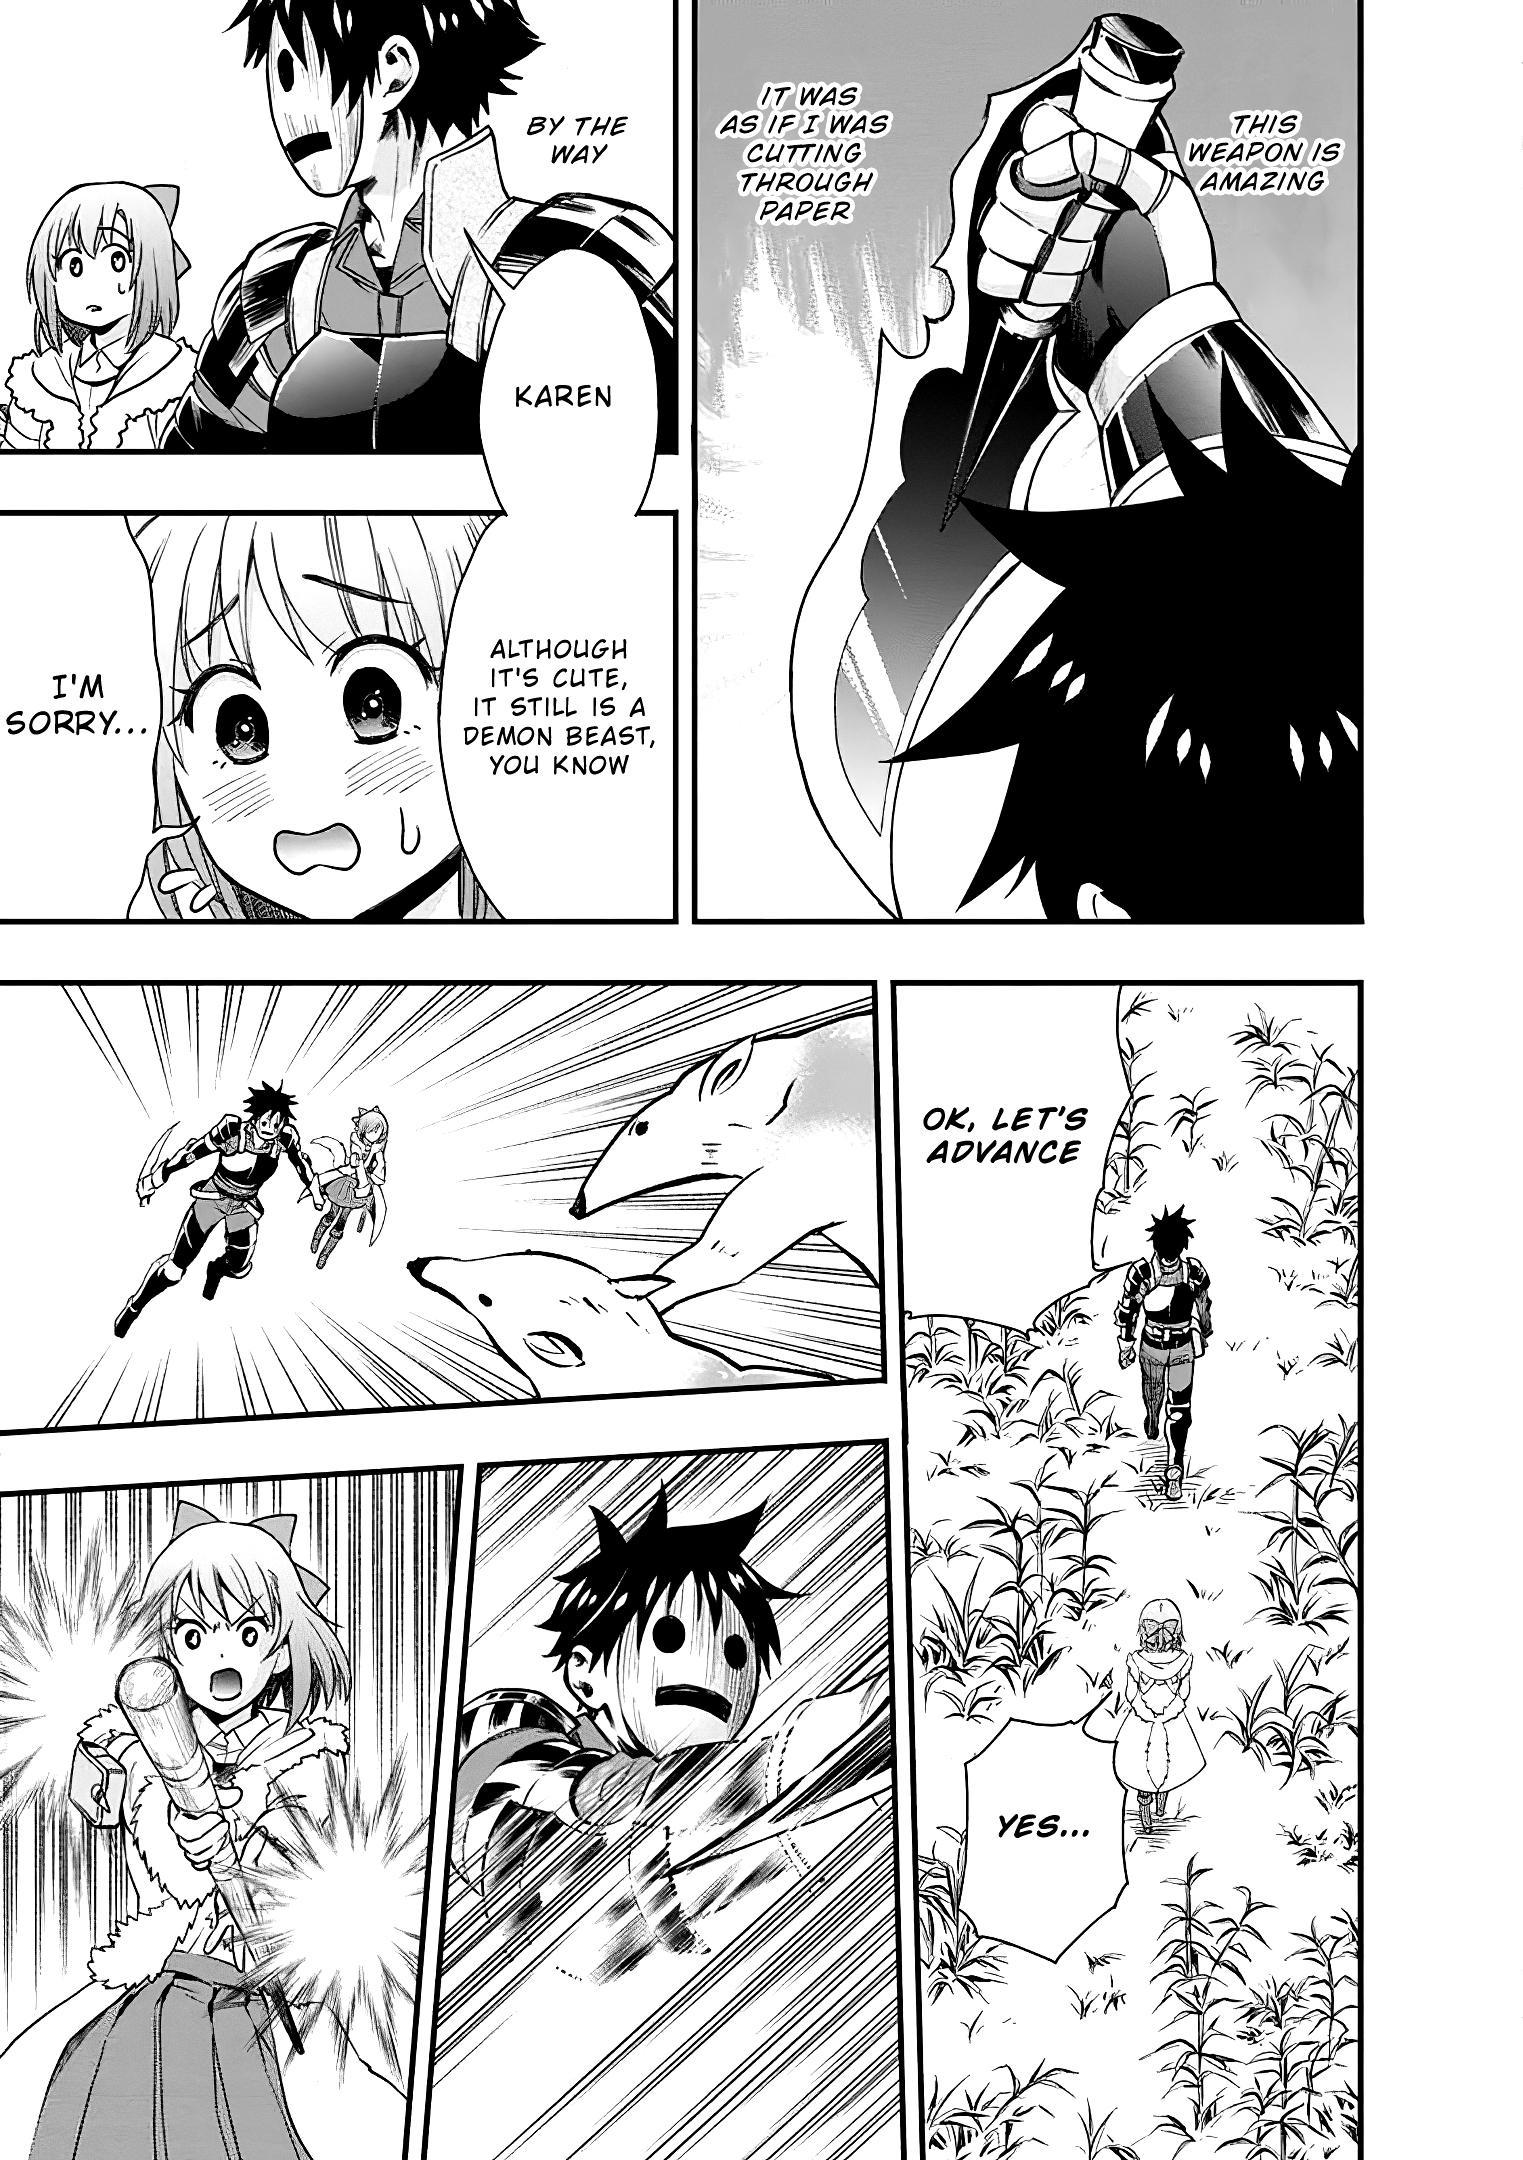 THIS
WEAPON IS
AMAZING
IT WAS
AS IF I WAS
CUTTING
THROUGH
PAPER
BY THE
WAY
KAREN
ALTHOUGH
IT'S CUTE,
IT STILL IS A
DEMON BEAST,
YOU KNOW
I'M
SORRY...
OK, LET'S
ADVANCE
YES...